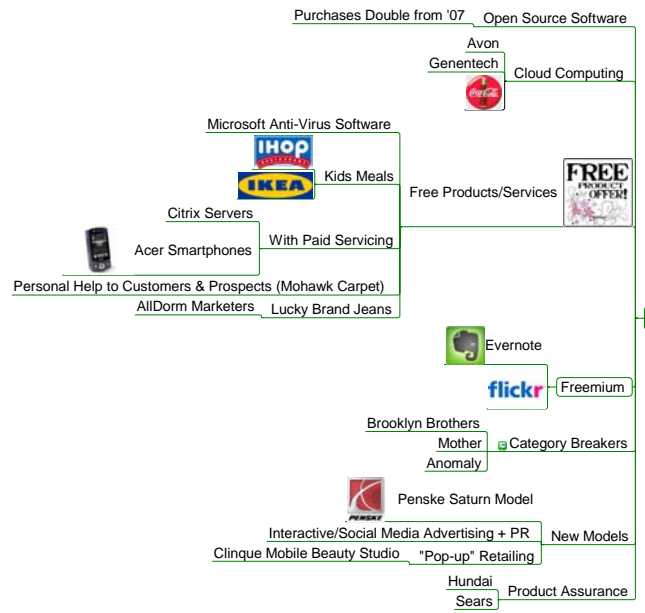 Purchases Double from '07
Open Source Software
Avon
Genentech
Cloud Computing
Coca-Cola
Microsoft Anti-Virus Software
IHOP
RESTAURANT
IKEA
Kids Meals
FREE
PRODUCT
OFFER!
Free Products/Services
Citrix Servers
Acer Smartphones
With Paid Servicing
Personal Help to Customers & Prospects (Mohawk Carpet)
AllDorm Marketers
Lucky Brand Jeans
Evernote
flickr
Freemium
Brooklyn Brothers
Mother
Category Breakers
Anomaly
Penske Saturn Model
PENSKE
Interactive/Social Media Advertising + PR
New Models
Clinque Mobile Beauty Studio
"Pop-up" Retailing
Hundai
Product Assurance
Sears